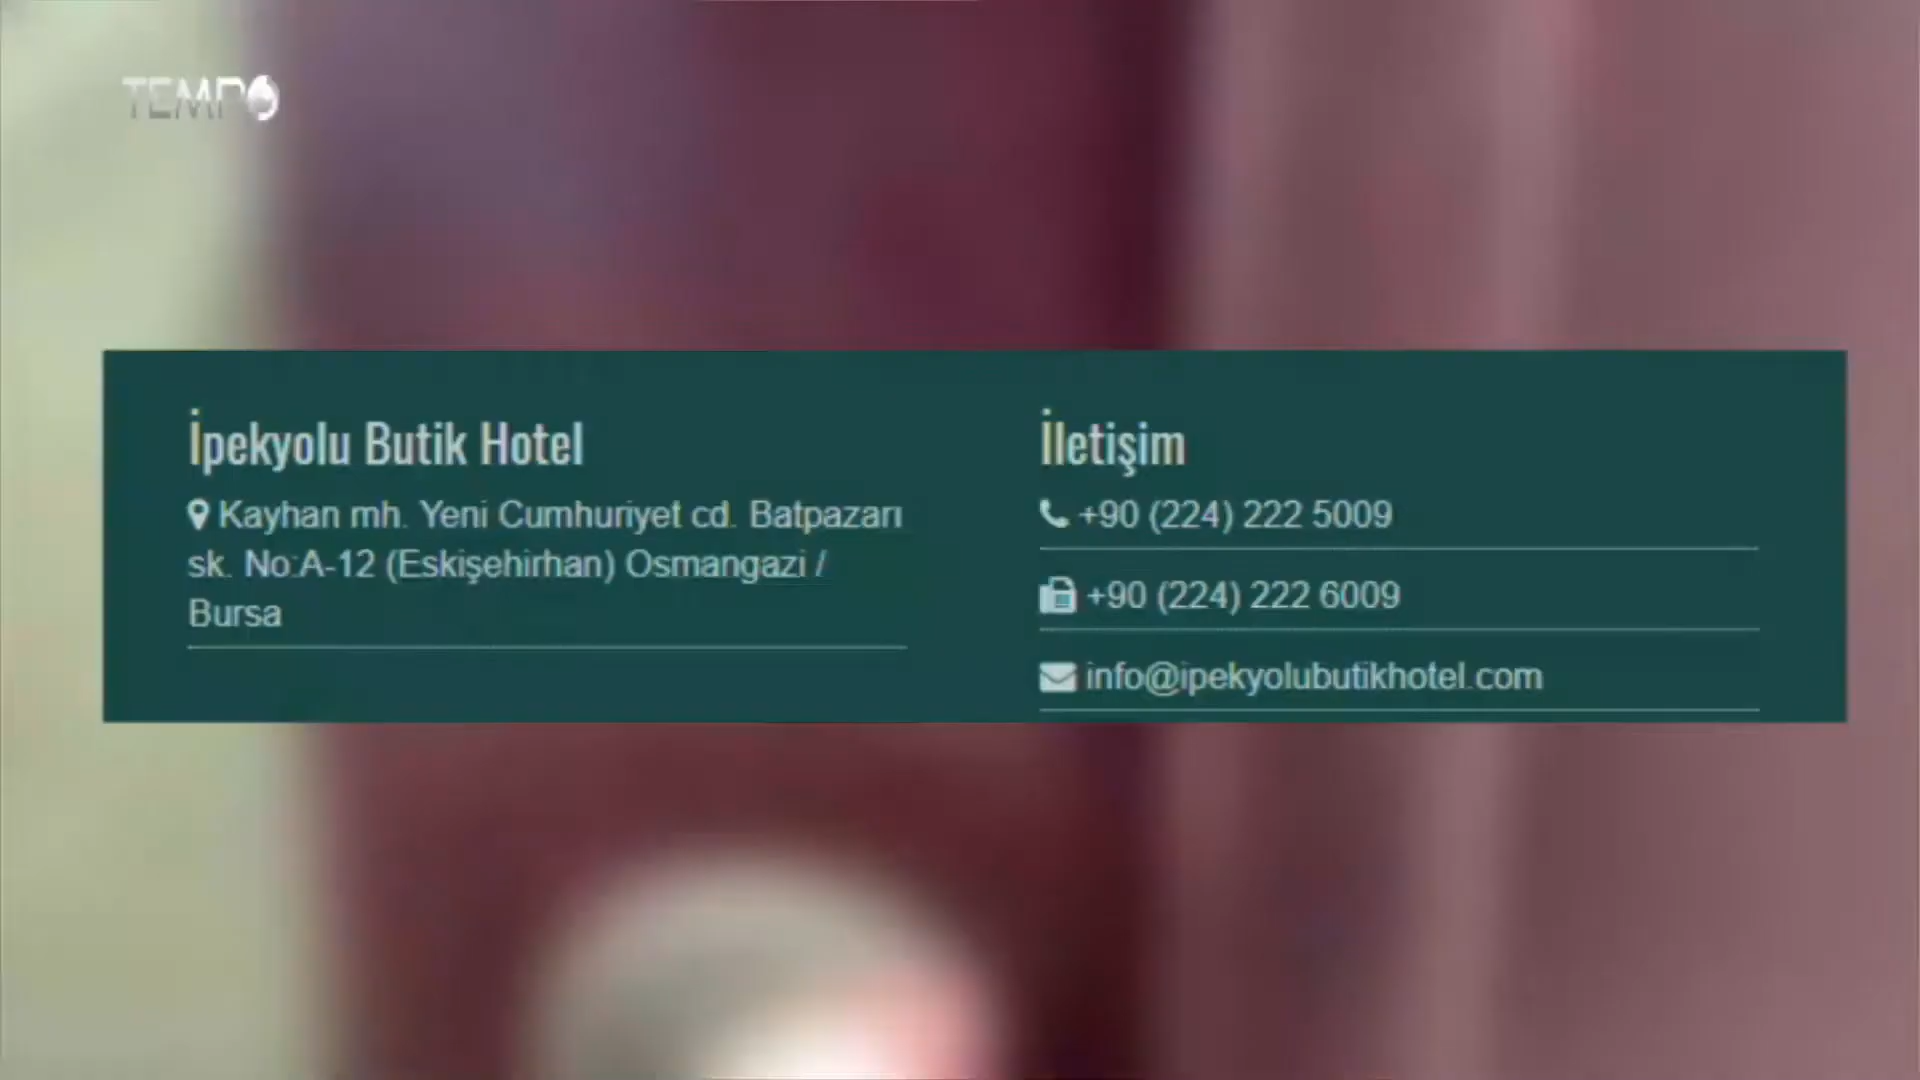 TEMPO
İpekyolu Butik Hotel
Kayhan mh. Yeni Cumhuriyet cd. Batpazarı
sk. No:A-12 (Eskişehirhan) Osmangazi /
Bursa
İletişim
+90 (224) 222 5009
+90 (224) 222 6009
info@ipekyolubutikhotel.com